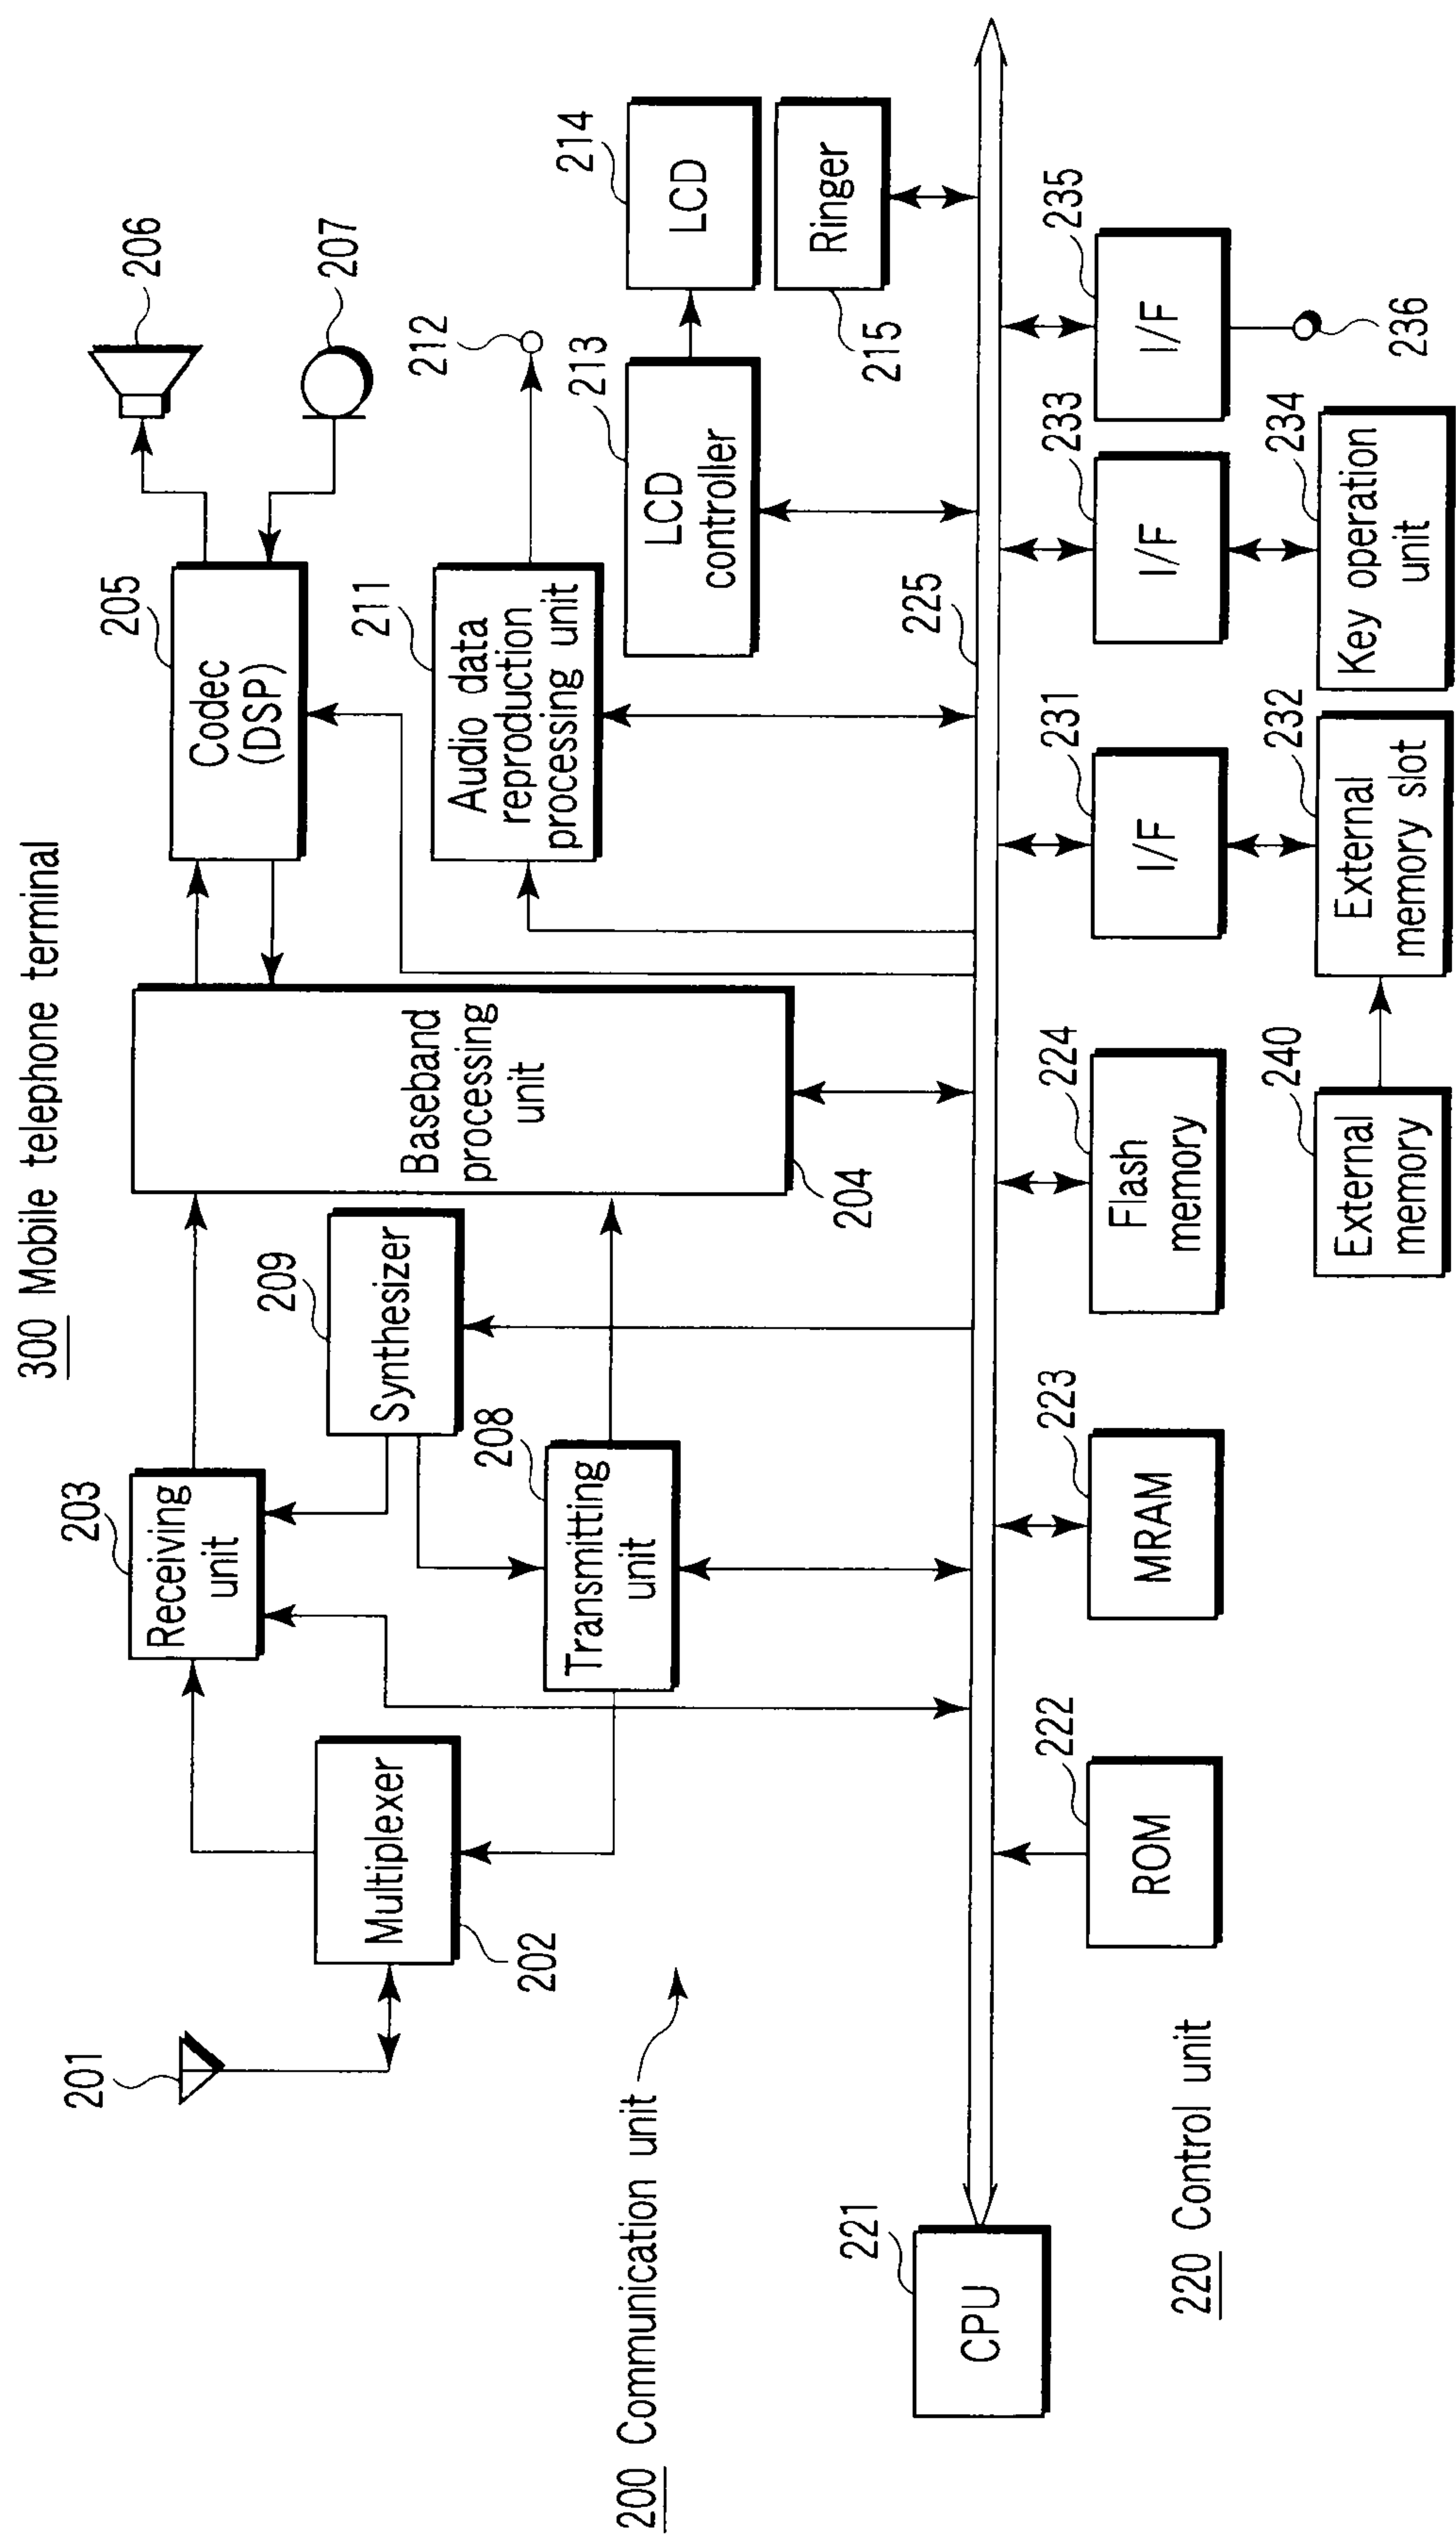 300 Mobile telephone terminal
206
207
205
Codec
(DSP)
212
211
Audio data
reproduction
processing unit
214
LCD
213
LCD
controller
Ringer
215
203
Receiving
unit
209
Synthesizer
Baseband
processing
unit
204
201
Multiplexer
202
208
Transmitting
unit
200 Communication unit
225
221
CPU
222
ROM
223
MRAM
224
Flash
memory
231
I/F
233
I/F
235
I/F
236
240
External
memory
232
External
memory slot
234
Key operation
unit
220 Control unit